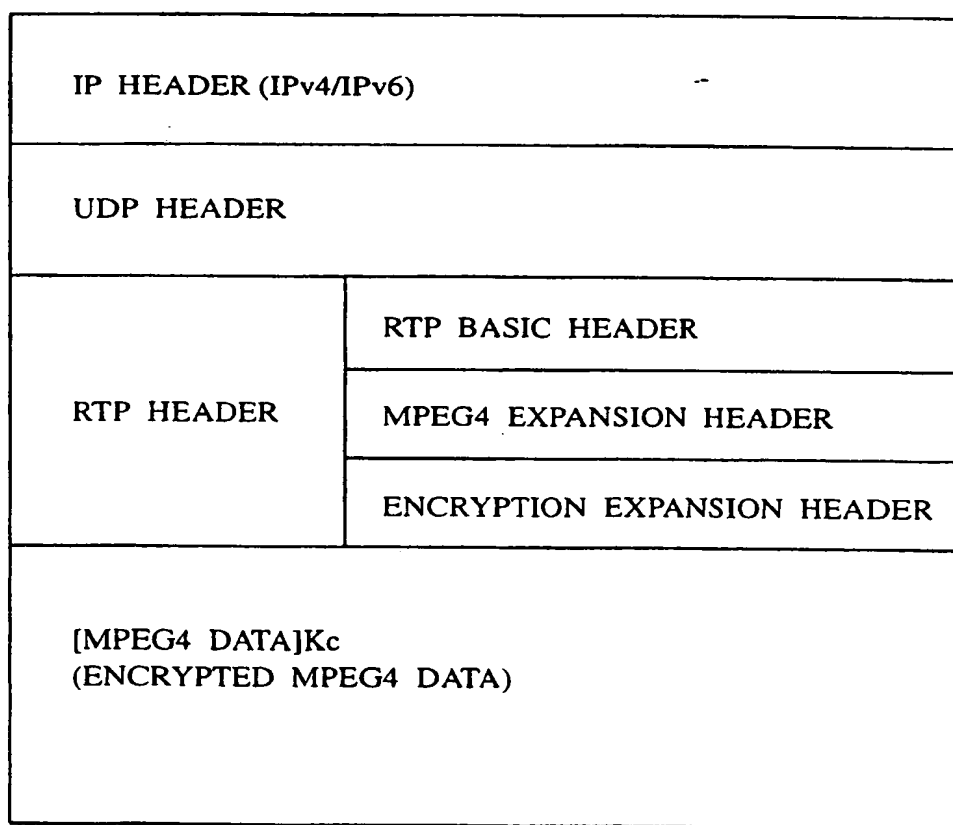 IP HEADER (IPv4/IPv6)
UDP HEADER
RTP HEADER
RTP BASIC HEADER
MPEG4 EXPANSION HEADER
ENCRYPTION EXPANSION HEADER
[MPEG4 DATA]Kc
(ENCRYPTED MPEG4 DATA)